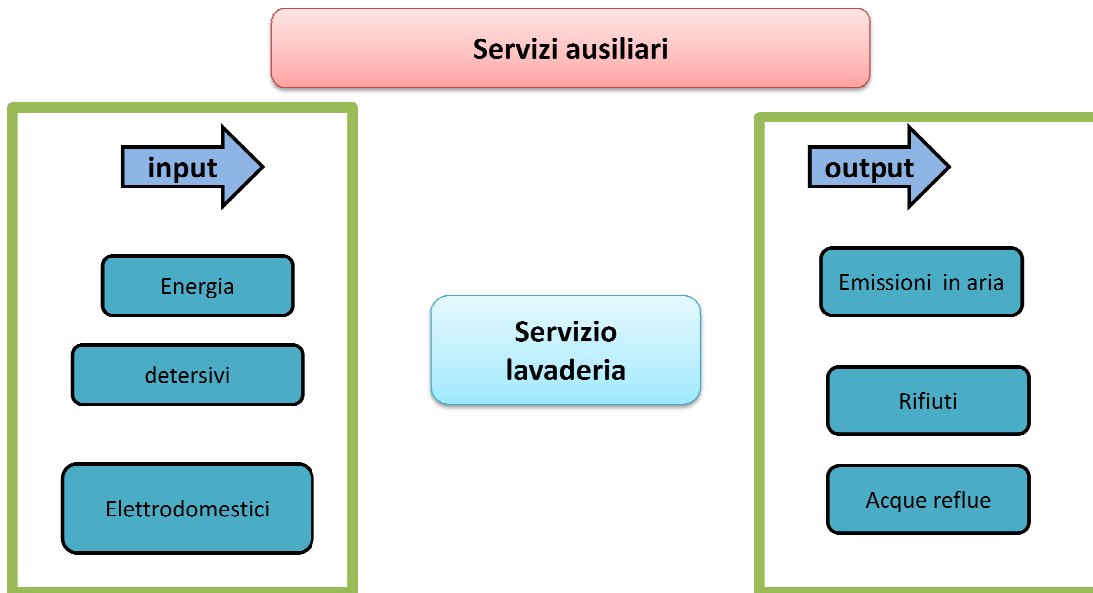 Servizi ausiliari
input
Energia
detersivi
Elettrodomestici
Servizio
lavaderia
output
Emissioni in aria
Rifiuti
Acque reflue